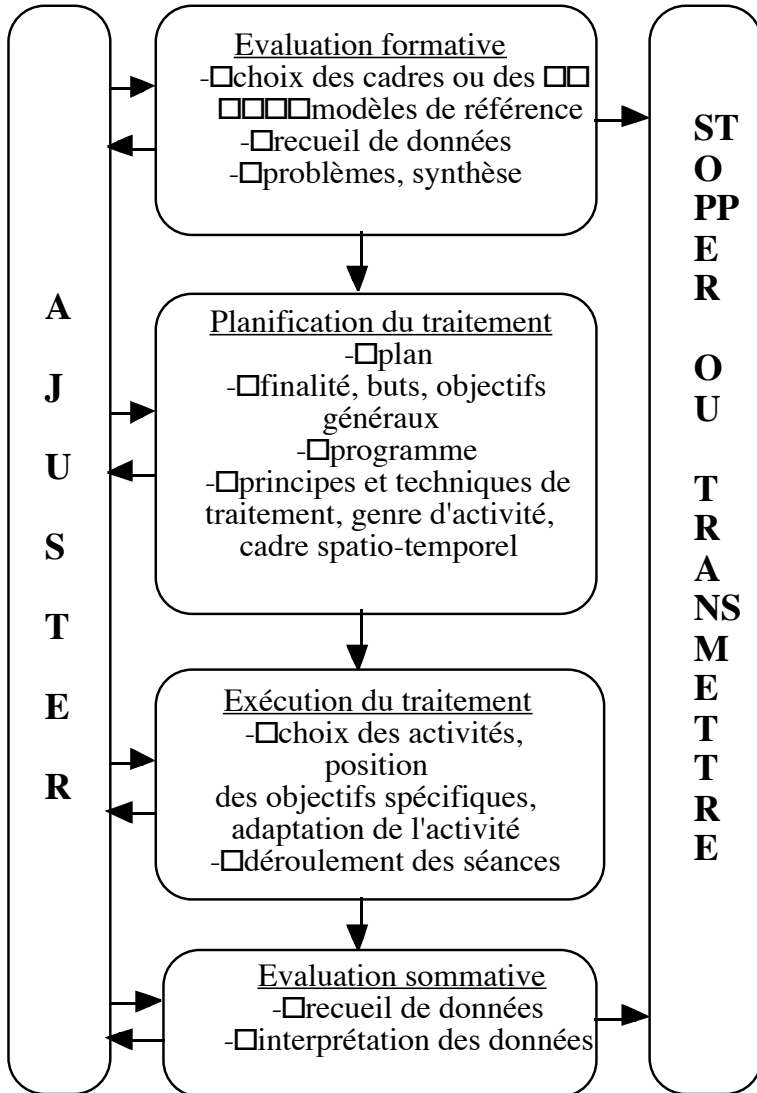 Evaluation formative
-□choix des cadres ou des □□
□□□□modèles de référence
-□recueil de données
-□problèmes, synthèse
Planification du traitement
-□plan
-□finalité, buts, objectifs
généraux
-□programme
-□principes et techniques de
traitement, genre d'activité,
cadre spatio-temporel
Exécution du traitement
-□choix des activités,
position
des objectifs spécifiques,
adaptation de l'activité
-□déroulement des séances
Evaluation sommative
-□recueil de données
-□interprétation des données
A
J
U
S
T
E
R
ST
O
PP
E
R
O
U
T
R
A
NS
M
E
T
T
R
E